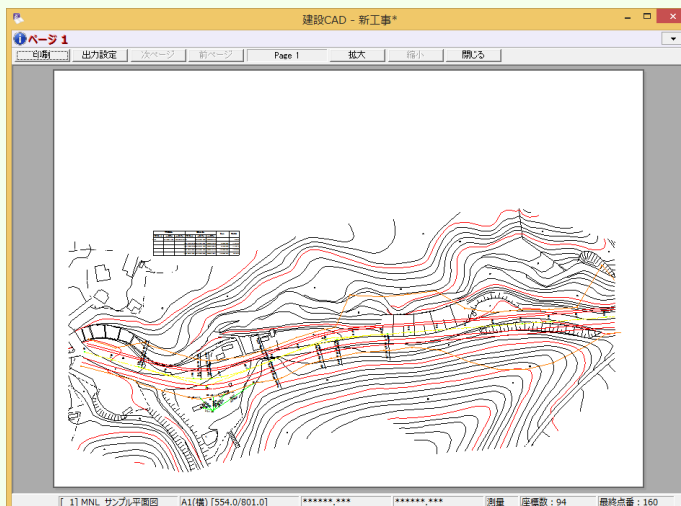 建設CAD - 新工事*
ページ 1
印刷 出力設定 次ページ 前ページ Page 1 拡大 縮小 閉じる
[ 1] MNL サンプル平面図 A1(横) [554.0/801.0] ******.*** ******.*** 測量 座標数：94 最終点番：160